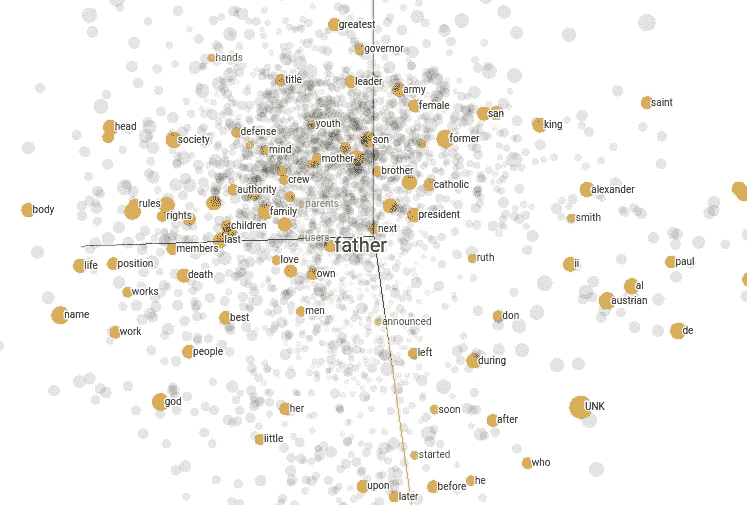 greatest
governor
hands
title
leader
army
female
saint
san
youth
head
defense
king
society
son
former
mind
mother
brother
crew
catholic
authority
alexander
parents
rules
body
family
rights
president
smith
children
next
last
users
father
members
ruth
love
ii
paul
life
position
death
own
al
works
austrian
men
don
name
best
announced
work
de
people
left
during
god
her
soon
UNK
after
little
started
who
he
upon
before
later